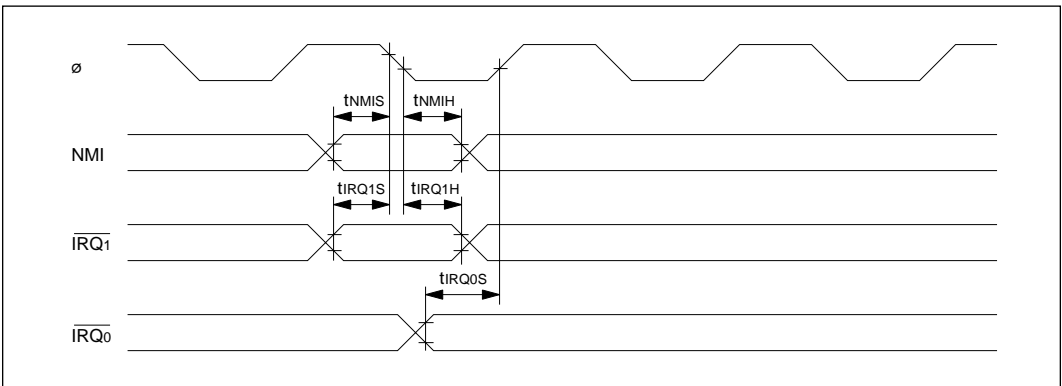 ø
tNMIS tNMIH
NMI
tIRQ1S tIRQ1H
IRQ1
tIRQ0S
IRQ0